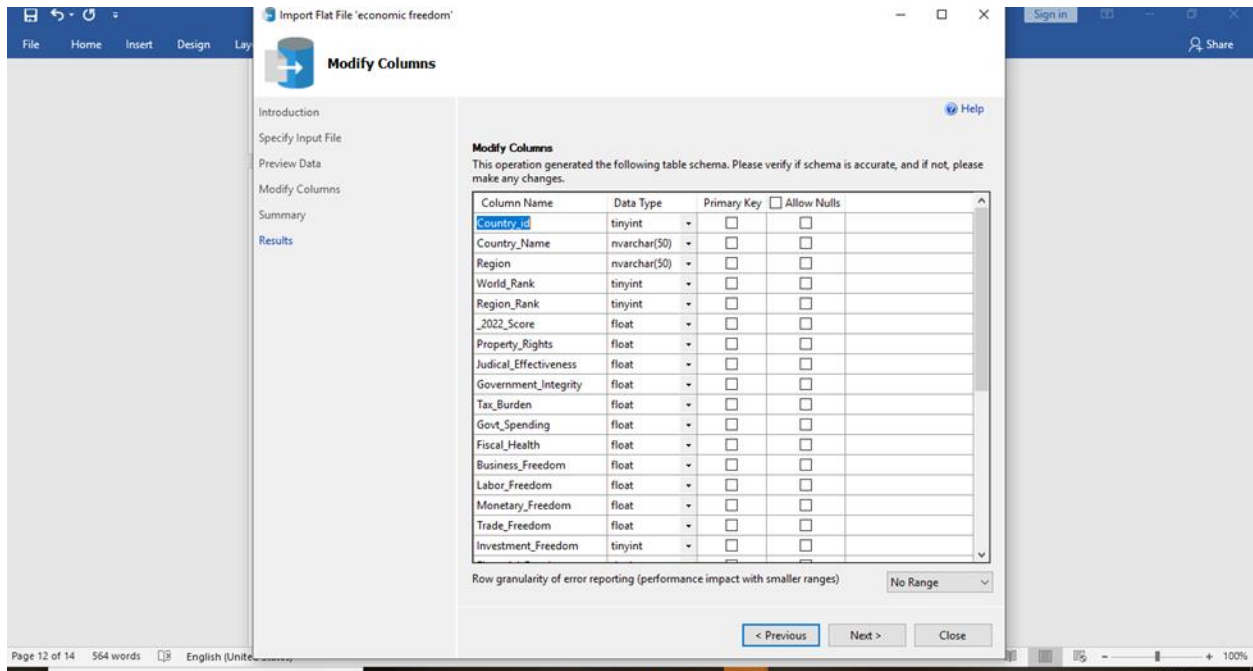 Import Flat File 'economic freedom'
Sign in
File Home Insert Design Lay
Share
Modify Columns
Introduction
Specify Input File
Preview Data
Modify Columns
Summary
Results
Help
Modify Columns
This operation generated the following table schema. Please verify if schema is accurate, and if not, please
make any changes.
Column Name Data Type Primary Key Allow Nulls
Country_id tinyint
Country_Name nvarchar(50)
Region nvarchar(50)
World_Rank tinyint
Region_Rank tinyint
_2022_Score float
Property_Rights float
Judical_Effectiveness float
Government_Integrity float
Tax_Burden float
Govt_Spending float
Fiscal_Health float
Business_Freedom float
Labor_Freedom float
Monetary_Freedom float
Trade_Freedom float
Investment_Freedom tinyint
Row granularity of error reporting (performance impact with smaller ranges) No Range
< Previous Next > Close
Page 12 of 14 564 words English (Unite
100%